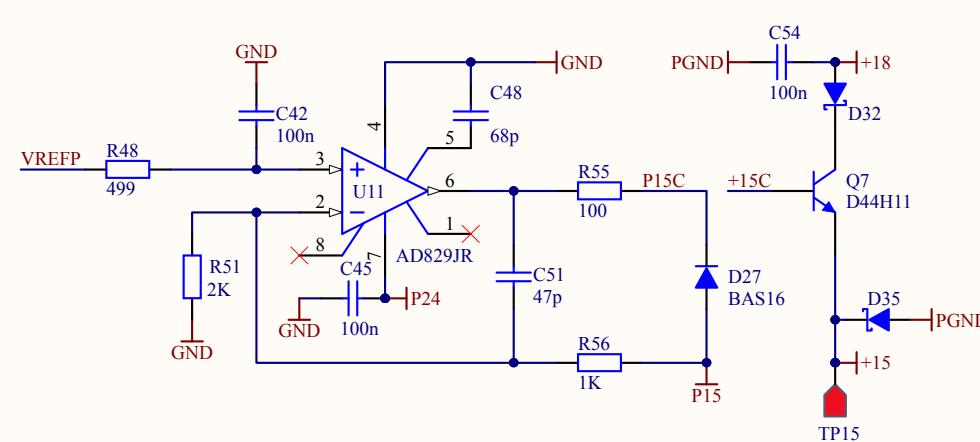 C54
GND
GND
PGND
+18
100n
C48
68p
D32
C42
100n
4
5
VREFP
R48
499
3
U11
6
R55
100
P15C
+15C
Q7
D44H11
2
1
8
7
AD829JR
R51
2K
C45
100n
P24
GND
GND
C51
47p
D27
BAS16
D35
PGND
R56
1K
P15
+15
TP15